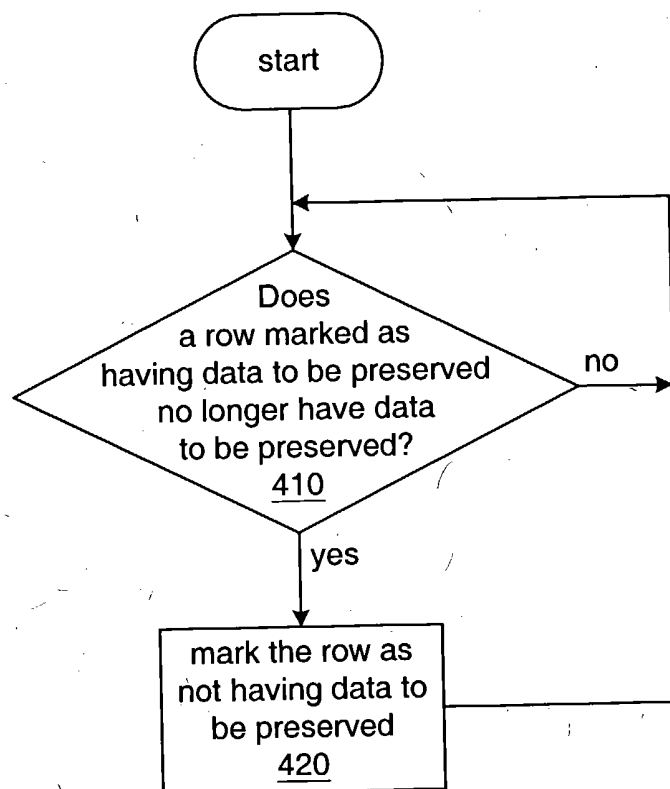 start
Does
a row marked as
having data to be preserved
no longer have data
to be preserved?
410
no
yes
mark the row as
not having data to
be preserved
420